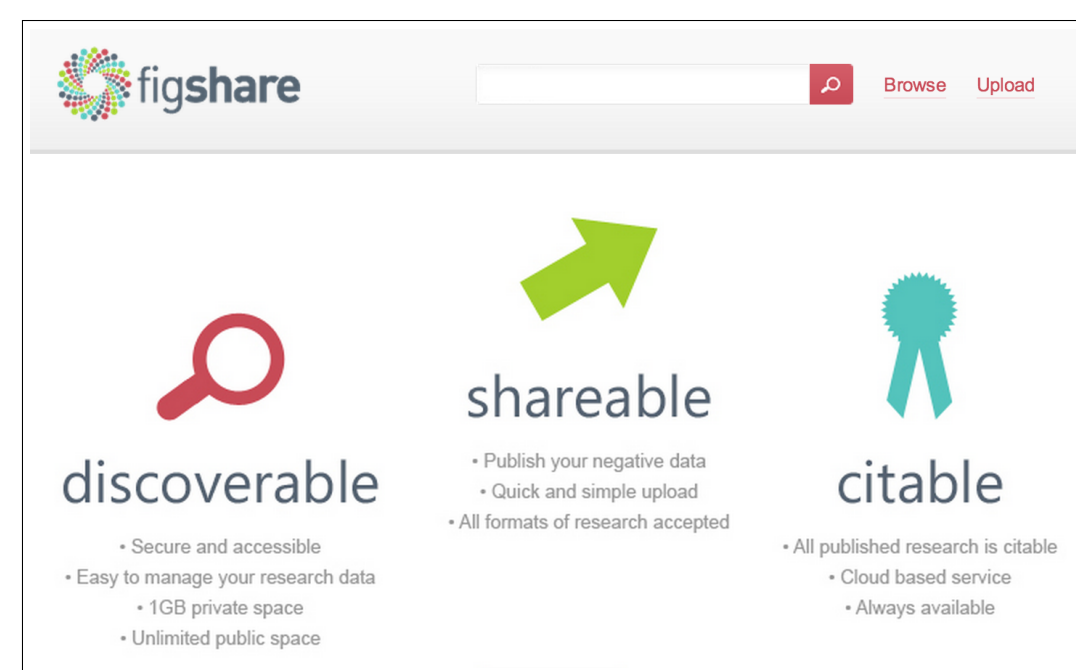 figshare
Browse
Upload
discoverable
• Secure and accessible
• Easy to manage your research data
• 1GB private space
• Unlimited public space
shareable
• Publish your negative data
• Quick and simple upload
• All formats of research accepted
citable
• All published research is citable
• Cloud based service
• Always available